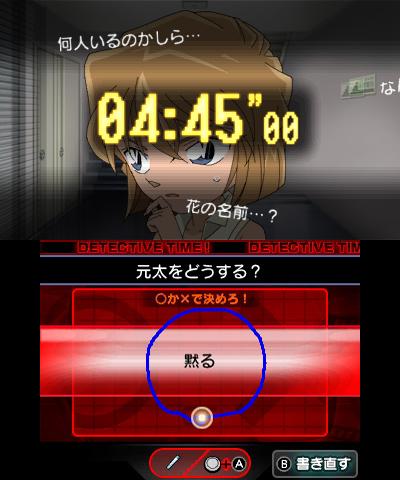 何人いるのかしら…
04:45"00
な
花の名前…？
DETECTIVE TIME! DETECTIVE TIM
元太をどうする？
○か×で決めろ！
黙る
+A
B 書き直す